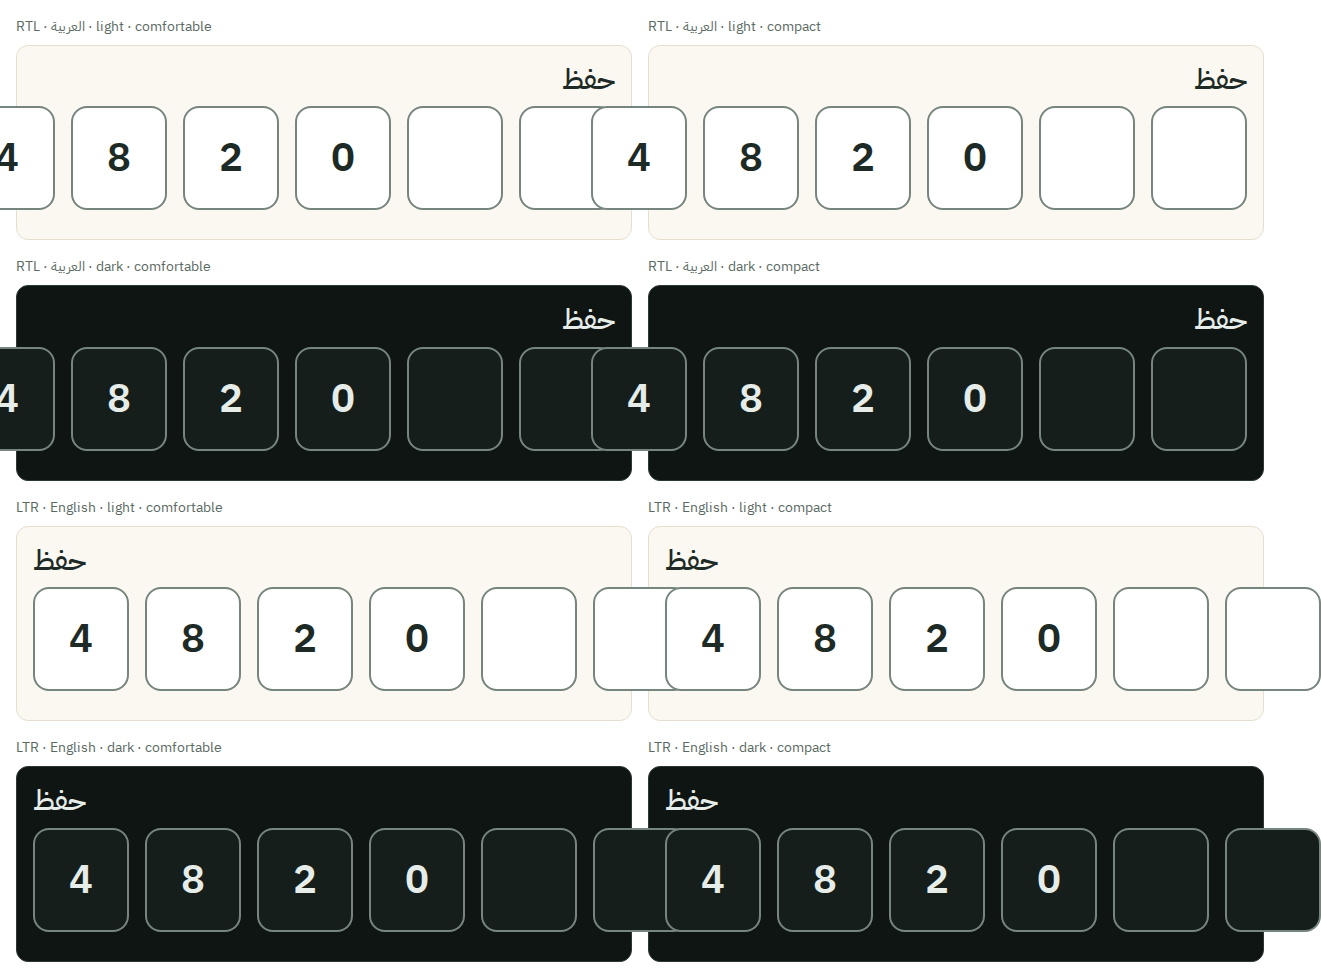 RTL · العربية · light · comfortable
حفظ
4 8 2 0
RTL · العربية · light · compact
حفظ
4 8 2 0
RTL · العربية · dark · comfortable
حفظ
4 8 2 0
RTL · العربية · dark · compact
حفظ
4 8 2 0
LTR · English · light · comfortable
حفظ
4 8 2 0
LTR · English · light · compact
حفظ
4 8 2 0
LTR · English · dark · comfortable
حفظ
4 8 2 0
LTR · English · dark · compact
حفظ
4 8 2 0